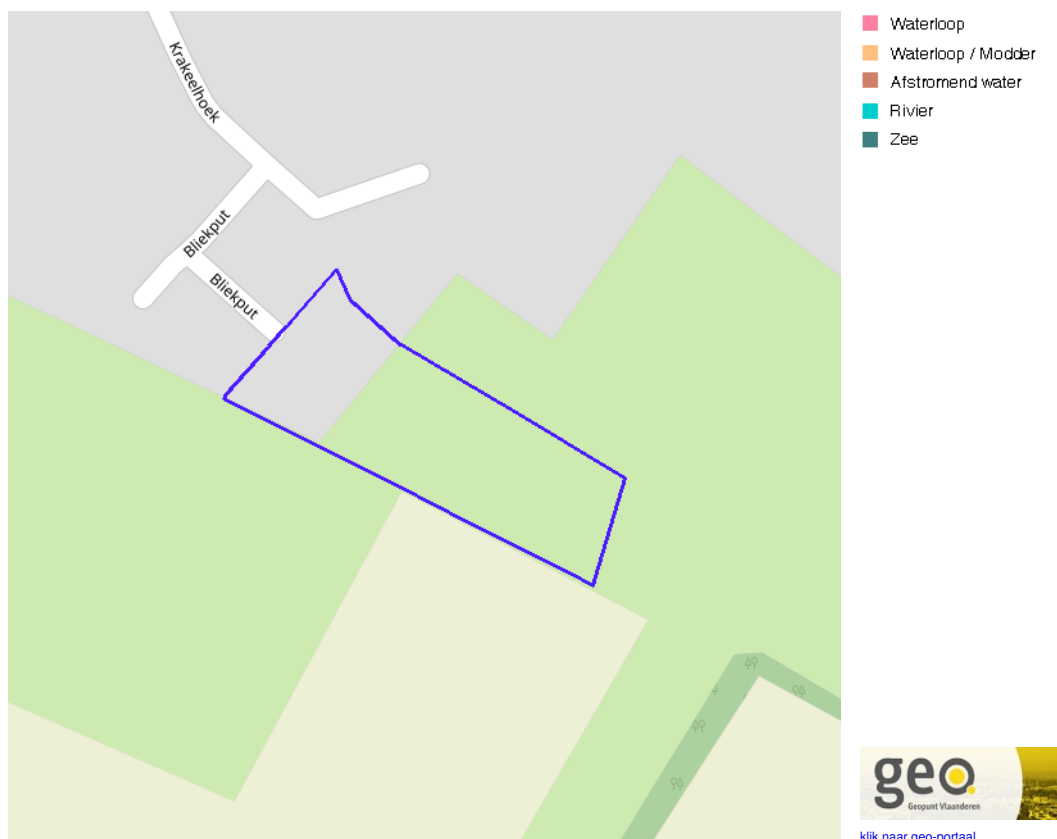 Krakeelhoek
Bliekput
Bliekput
Waterloop
Waterloop / Modder
Afstromend water
Rivier
Zee
geo
Geopunt Vlaanderen
klik naar geo-portaal